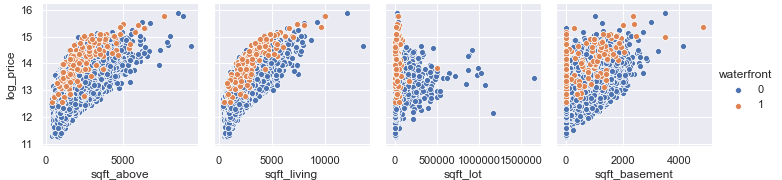 16
15
14
13
12
11
log_price
0 5000
sqft_above
0 5000 10000
sqft_living
0 500000 1000000 1500000
sqft_lot
0 2000 4000
sqft_basement
waterfront
0
1